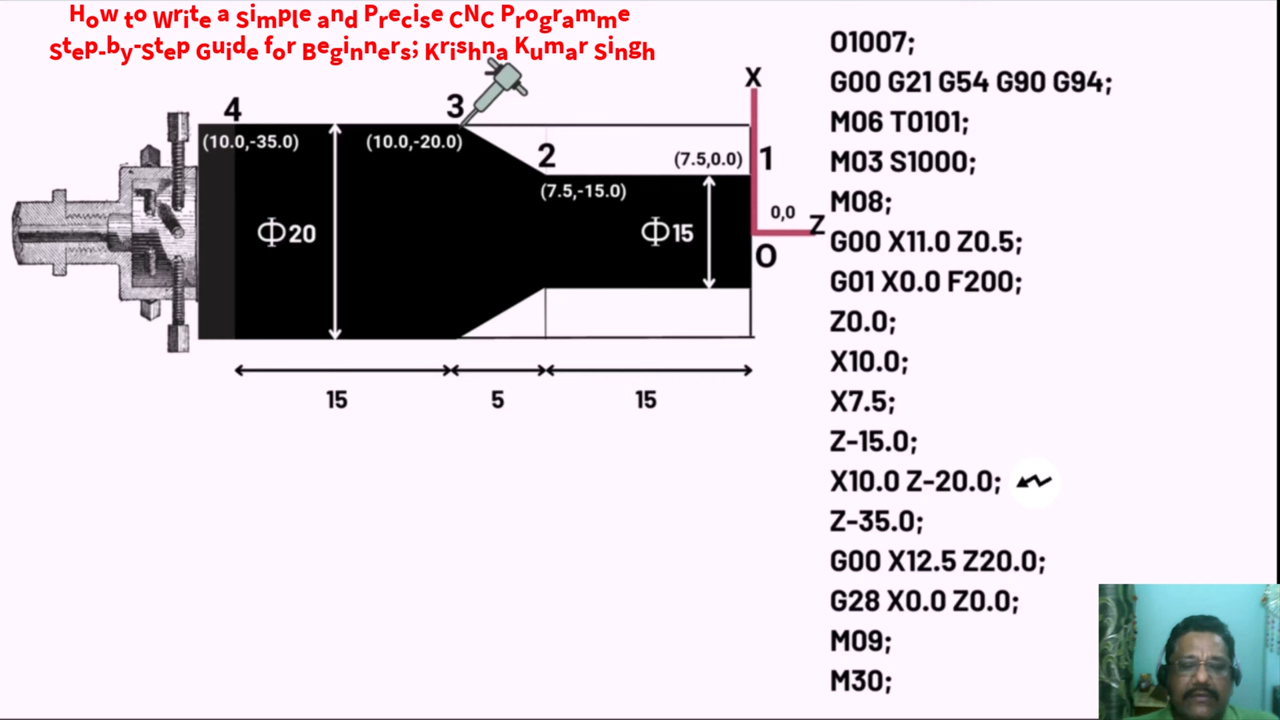 How to Write a Simple and Precise CNC Programme
Step-by-Step Guide for Beginners; Krishna Kumar Singh
4
(10.0,-35.0)
3
(10.0,-20.0)
2
(7.5,-15.0)
(7.5,0.0)
1
X
0,0
Z
O
Φ20
Φ15
15
5
15
O1007;
G00 G21 G54 G90 G94;
M06 T0101;
M03 S1000;
M08;
G00 X11.0 Z0.5;
G01 X0.0 F200;
Z0.0;
X10.0;
X7.5;
Z-15.0;
X10.0 Z-20.0;
Z-35.0;
G00 X12.5 Z20.0;
G28 X0.0 Z0.0;
M09;
M30;